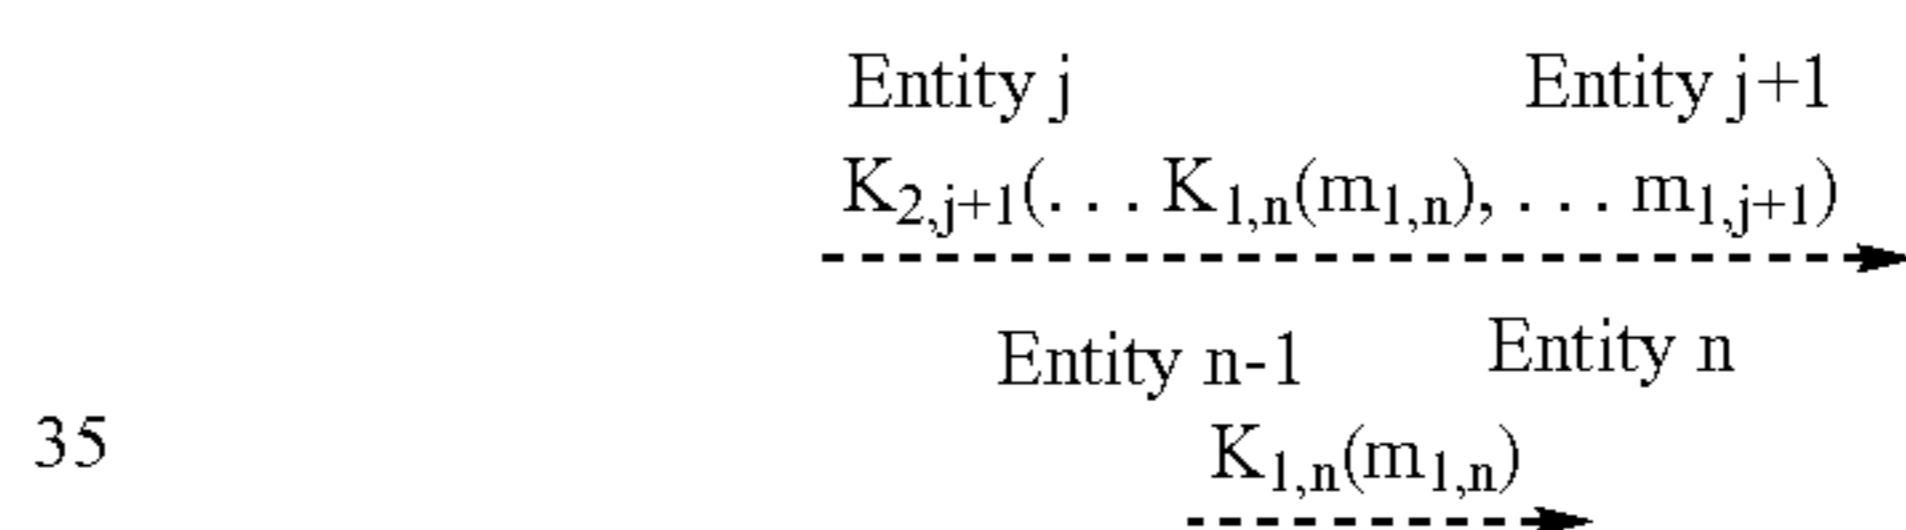 Entity j Entity j+1
K2,j+1(. . . K1,n(m1,n), . . . m1,j+1)
Entity n-1 Entity n
35
K1,n(m1,n)